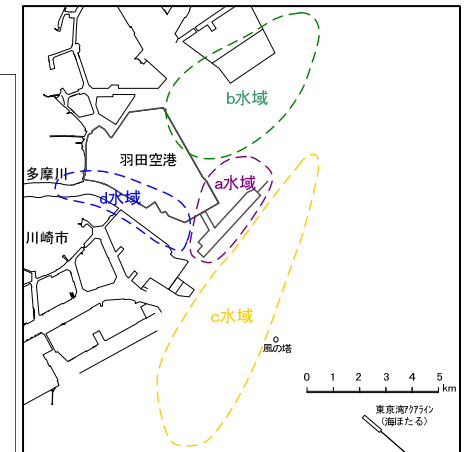 b水域
羽田空港
多摩川
a水域
d水域
川崎市
c水域
風の塔
0 1 2 3 4 5
km
東京湾アクアライン
(海ほたる)